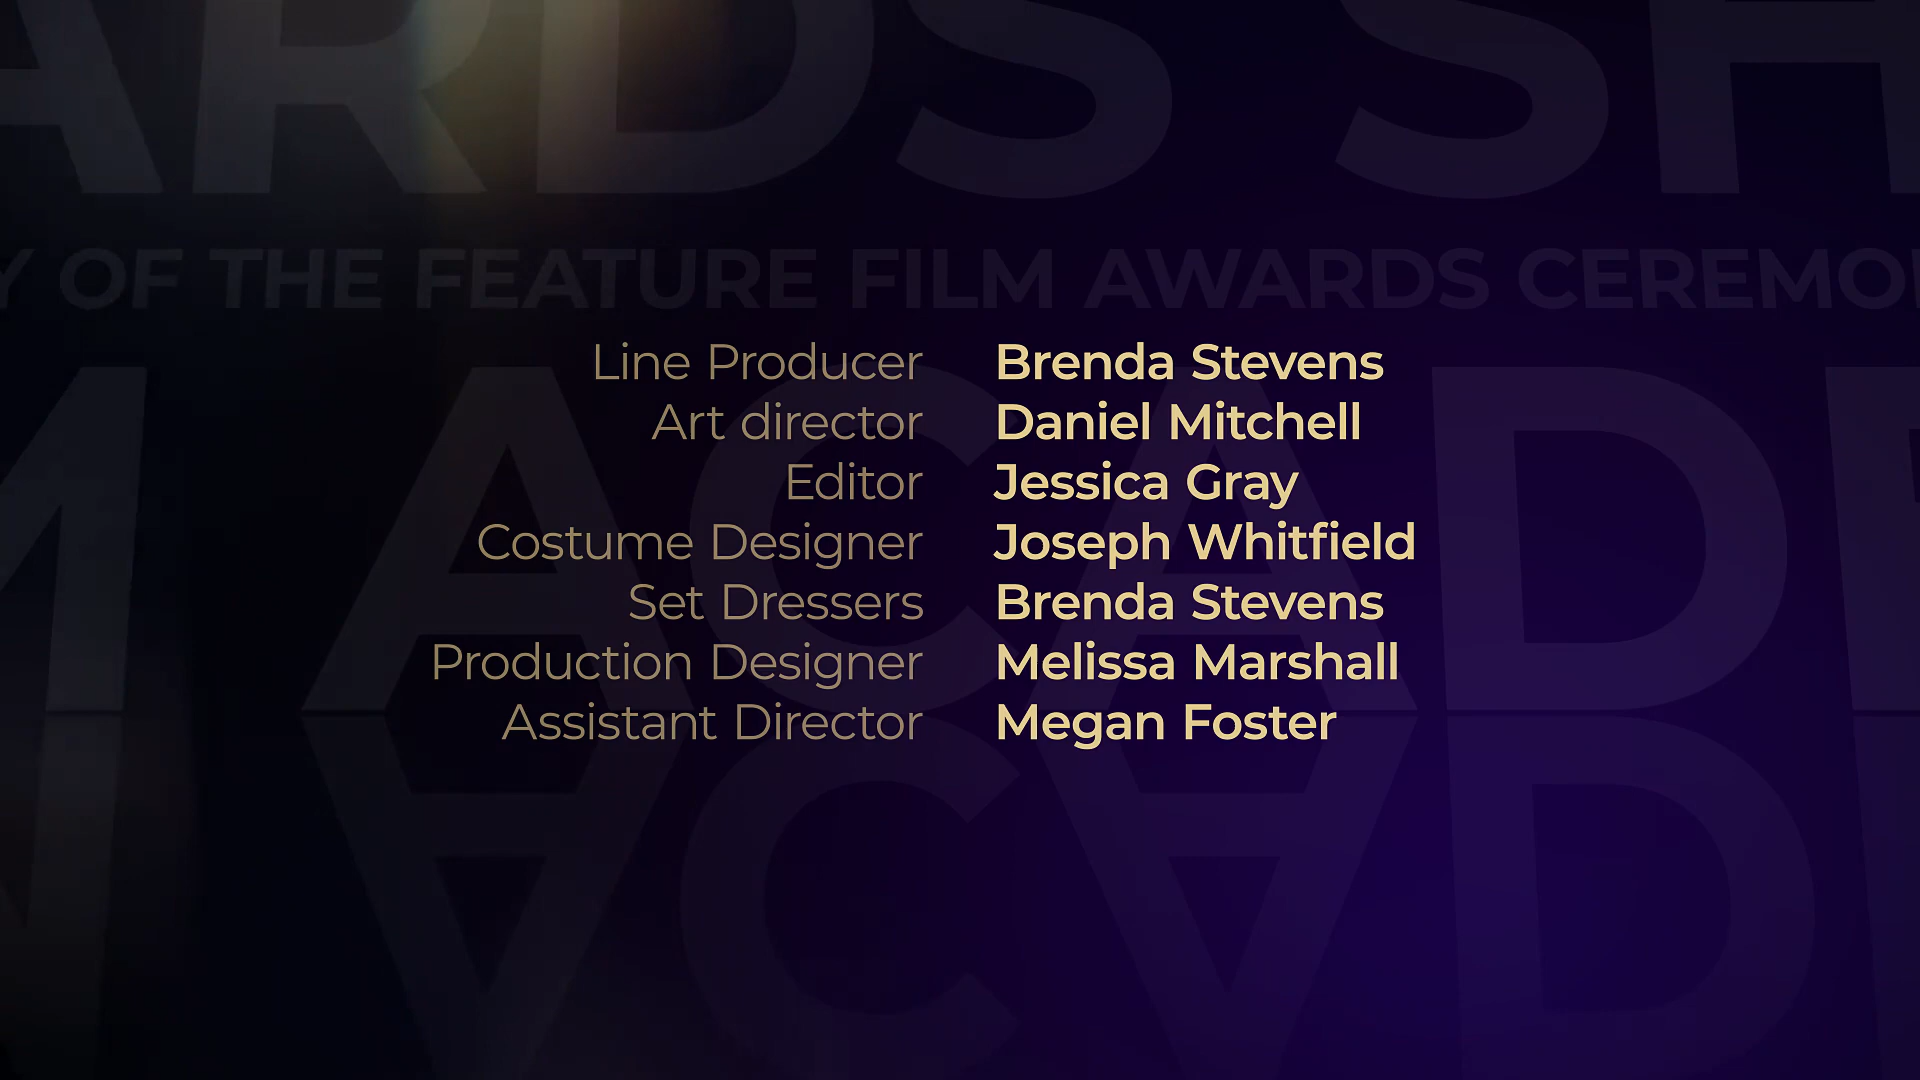 ARDS SH
Y OF THE FEATURE FILM AWARDS CEREMO
Line Producer Brenda Stevens
Art director Daniel Mitchell
Editor Jessica Gray
Costume Designer Joseph Whitfield
Set Dressers Brenda Stevens
Production Designer Melissa Marshall
Assistant Director Megan Foster
M ACAD